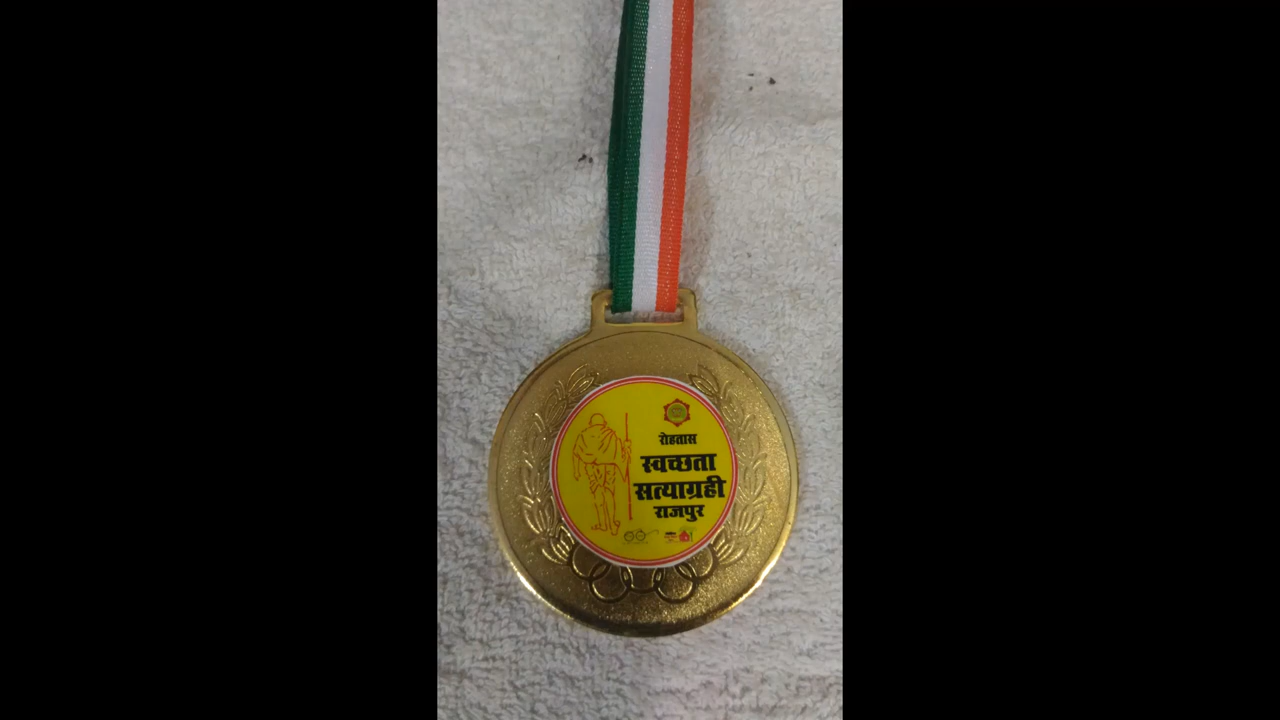 रोहतास
स्वच्छता
सत्याग्रही
राजपुर